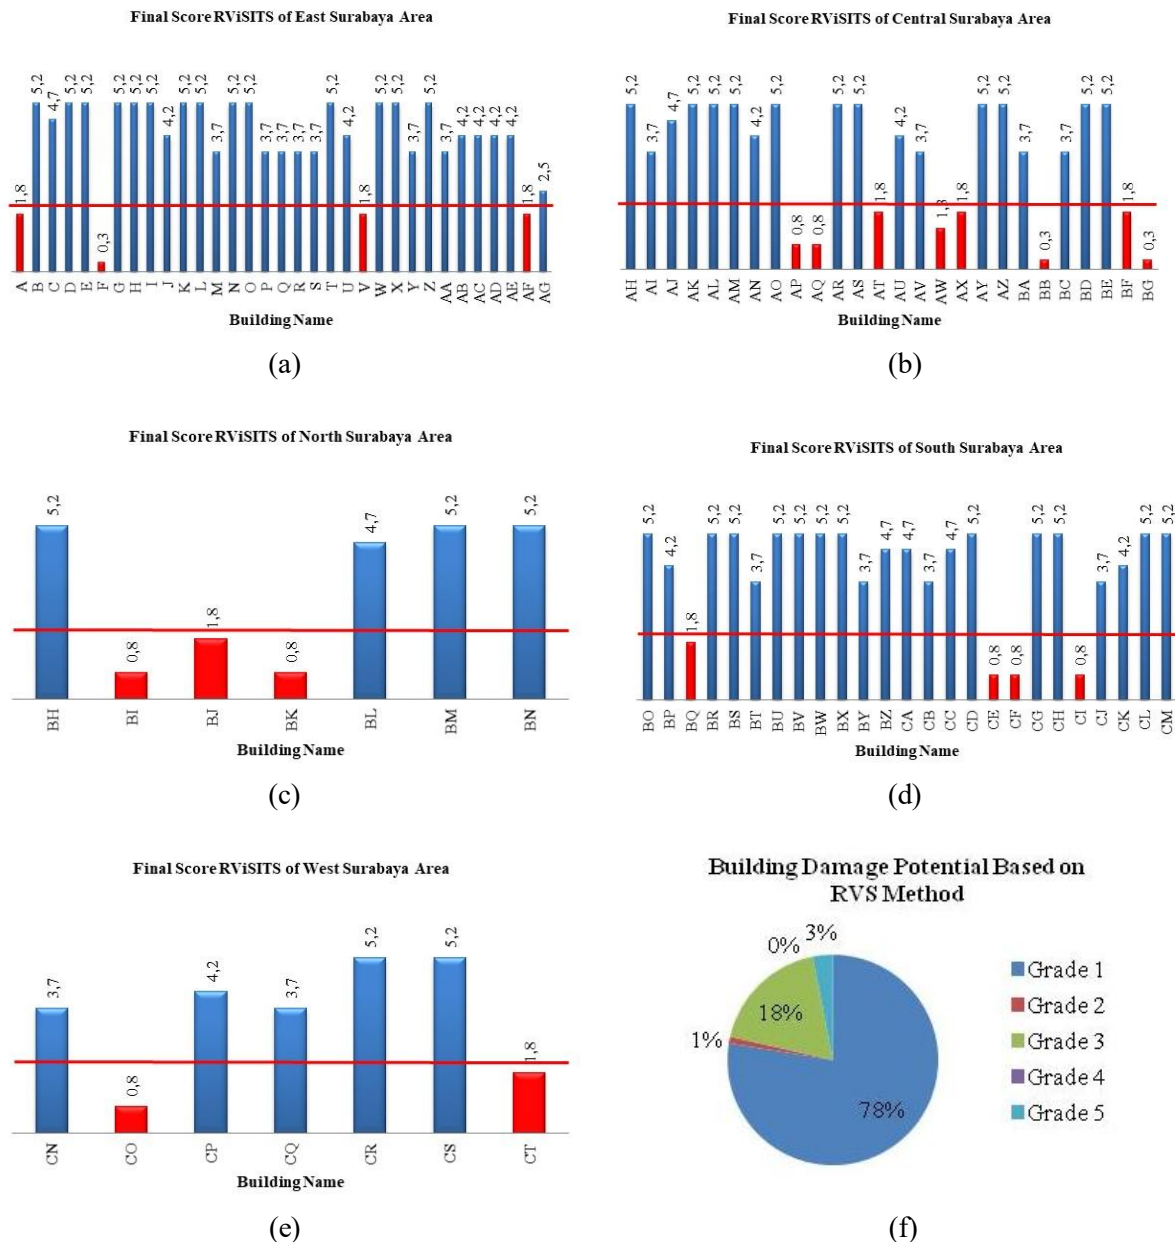 Final Score RViSITS of East Surabaya Area
1,8 5,2 4,7 5,2 5,2 0,3 5,2 5,2 5,2 4,2 5,2 5,2 3,7 5,2 5,2 3,7 3,7 3,7 3,7 5,2 4,2 1,8 5,2 5,2 3,7 5,2 3,7 4,2 4,2 4,2 4,2 1,8 2,5
A B C D E F G H I J K L M N O P Q R S T U V W X Y Z AA AB AC AD AE AF AG
Building Name
(a)
Final Score RViSITS of Central Surabaya Area
5,2 3,7 4,7 5,2 5,2 5,2 4,2 5,2 0,8 0,8 5,2 5,2 1,8 4,2 3,7 1,8 1,8 5,2 5,2 3,7 0,3 3,7 5,2 5,2 1,8 0,3
AH AI AJ AK AL AM AN AO AP AQ AR AS AT AU AV AW AX AY AZ BA BB BC BD BE BF BG
Building Name
(b)
Final Score RViSITS of North Surabaya Area
5,2 0,8 1,8 0,8 4,7 5,2 5,2
BH BI BJ BK BL BM BN
Building Name
(c)
Final Score RViSITS of South Surabaya Area
5,2 4,2 1,8 5,2 5,2 3,7 5,2 5,2 5,2 5,2 3,7 4,7 4,7 3,7 4,7 5,2 0,8 0,8 5,2 5,2 0,8 3,7 4,2 5,2 5,2
BO BP BQ BR BS BT BU BV BW BX BY BZ CA CB CC CD CE CF CG CH CI CJ CK CL CM
Building Name
(d)
Final Score RViSITS of West Surabaya Area
3,7 0,8 4,2 3,7 5,2 5,2 1,8
CN CO CP CQ CR CS CT
Building Name
(e)
Building Damage Potential Based on
RVS Method
0% 3%
18%
1%
78%
Grade 1
Grade 2
Grade 3
Grade 4
Grade 5
(f)